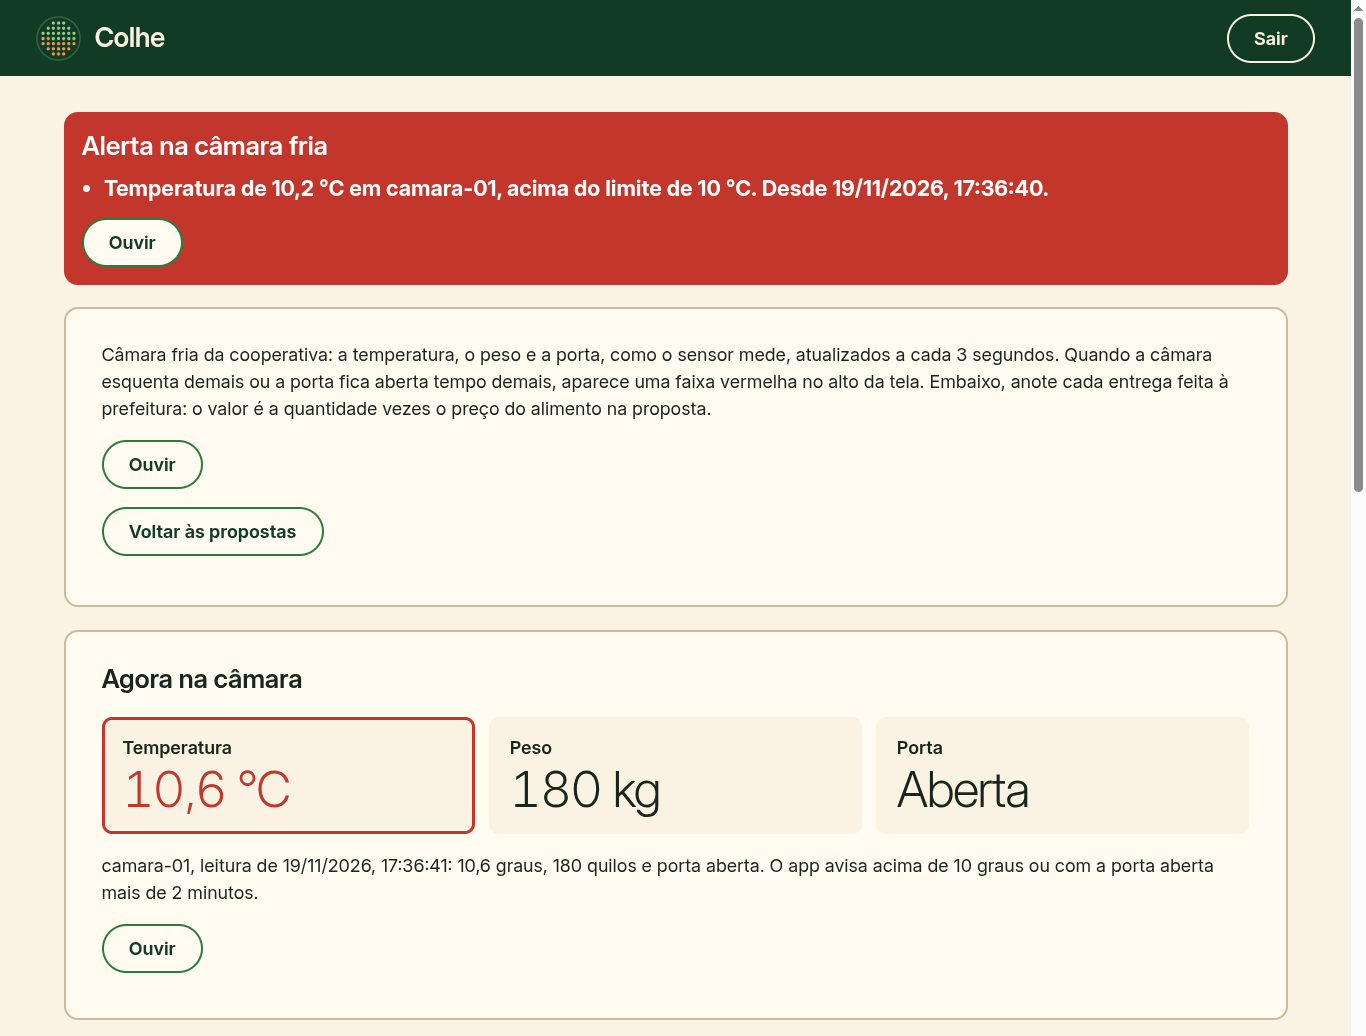 Colhe
Sair
Alerta na câmara fria
• Temperatura de 10,2 °C em camara-01, acima do limite de 10 °C. Desde 19/11/2026, 17:36:40.
Ouvir
Câmara fria da cooperativa: a temperatura, o peso e a porta, como o sensor mede, atualizados a cada 3 segundos. Quando a câmara
esquenta demais ou a porta fica aberta tempo demais, aparece uma faixa vermelha no alto da tela. Embaixo, anote cada entrega feita à
prefeitura: o valor é a quantidade vezes o preço do alimento na proposta.
Ouvir
Voltar às propostas
Agora na câmara
Temperatura
10,6 °C
Peso
180 kg
Porta
Aberta
camara-01, leitura de 19/11/2026, 17:36:41: 10,6 graus, 180 quilos e porta aberta. O app avisa acima de 10 graus ou com a porta aberta
mais de 2 minutos.
Ouvir